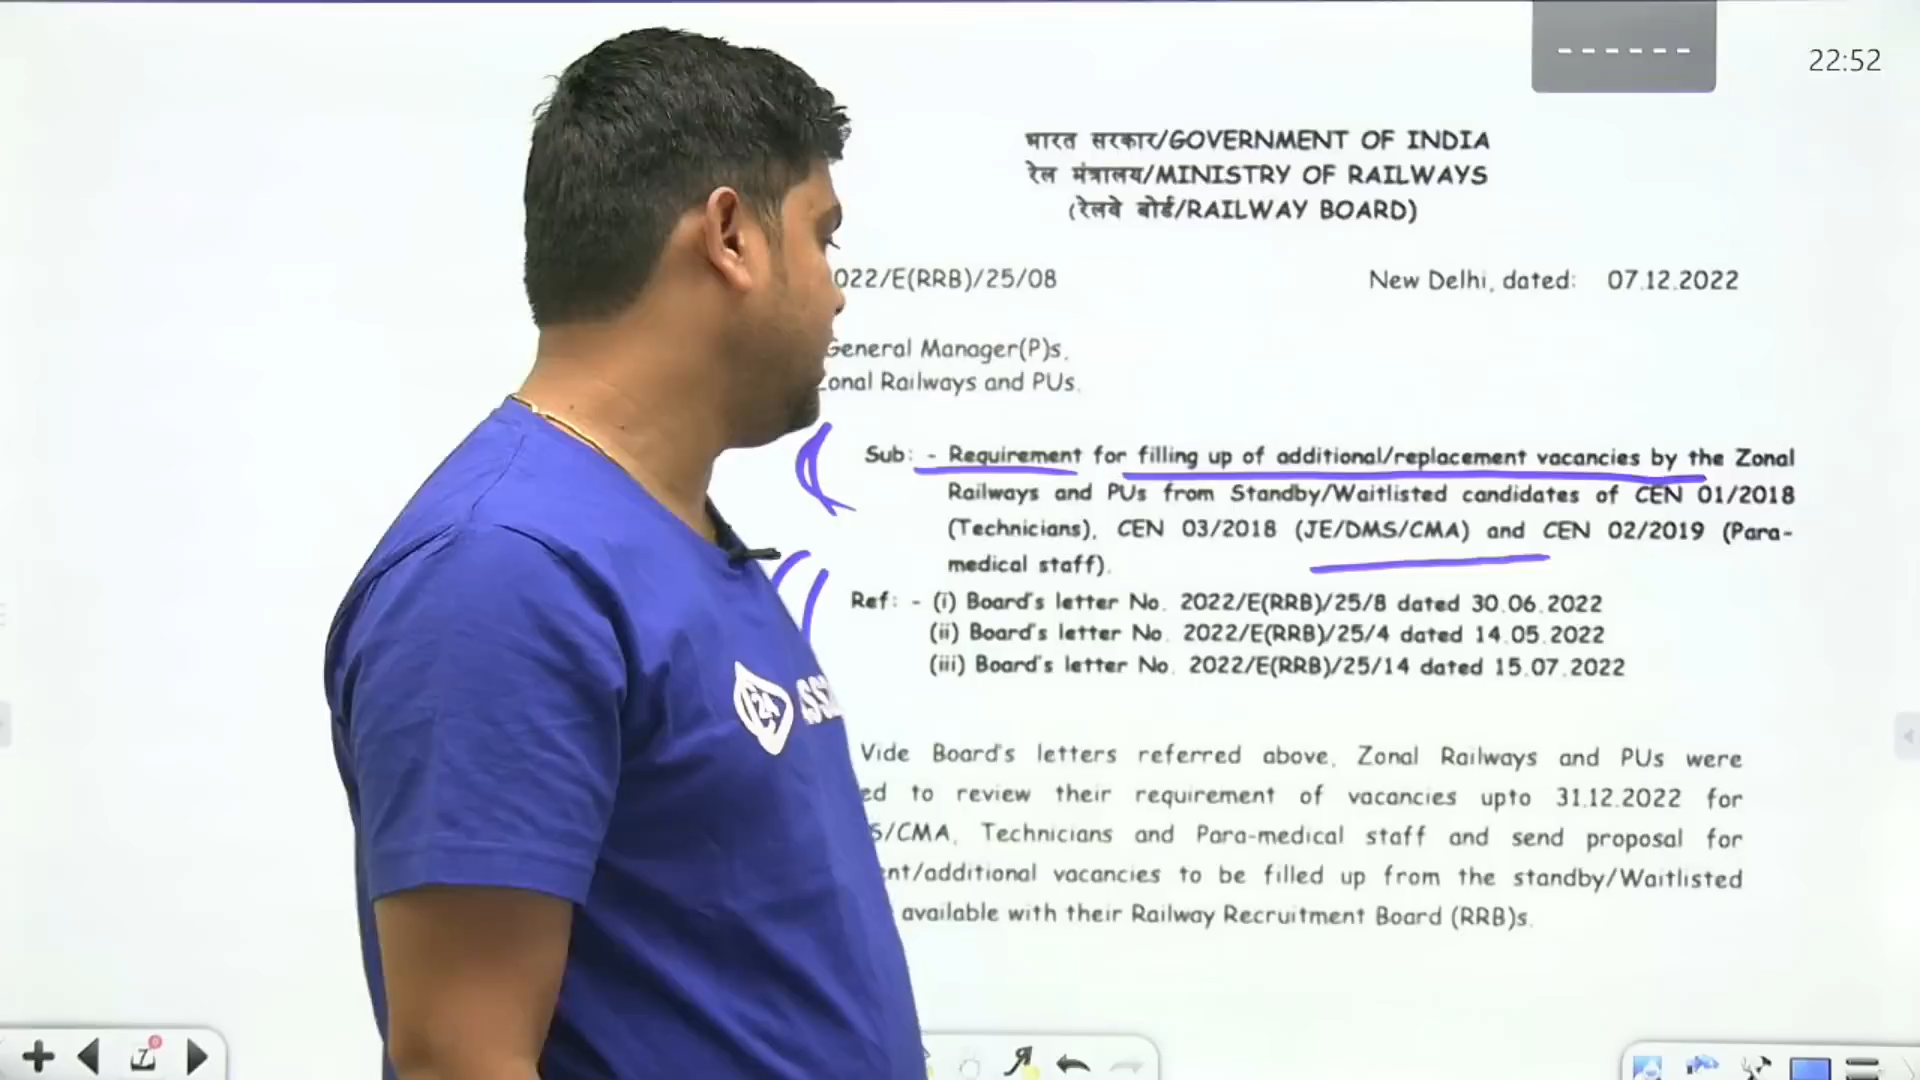 22:52
भारत सरकार/GOVERNMENT OF INDIA
रेल मंत्रालय/MINISTRY OF RAILWAYS
(रेलवे बोर्ड/RAILWAY BOARD)
022/E(RRB)/25/08 New Delhi, dated: 07.12.2022
General Manager(P)s,
Zonal Railways and PUs.
Sub: - Requirement for filling up of additional/replacement vacancies by the Zonal
Railways and PUs from Standby/Waitlisted candidates of CEN 01/2018
(Technicians), CEN 03/2018 (JE/DMS/CMA) and CEN 02/2019 (Para-
medical staff).
Ref: - (i) Board's letter No. 2022/E(RRB)/25/8 dated 30.06.2022
(ii) Board's letter No. 2022/E(RRB)/25/4 dated 14.05.2022
(iii) Board's letter No. 2022/E(RRB)/25/14 dated 15.07.2022
Vide Board's letters referred above, Zonal Railways and PUs were
ed to review their requirement of vacancies upto 31.12.2022 for
S/CMA, Technicians and Para-medical staff and send proposal for
ent/additional vacancies to be filled up from the standby/Waitlisted
available with their Railway Recruitment Board (RRB)s.
7